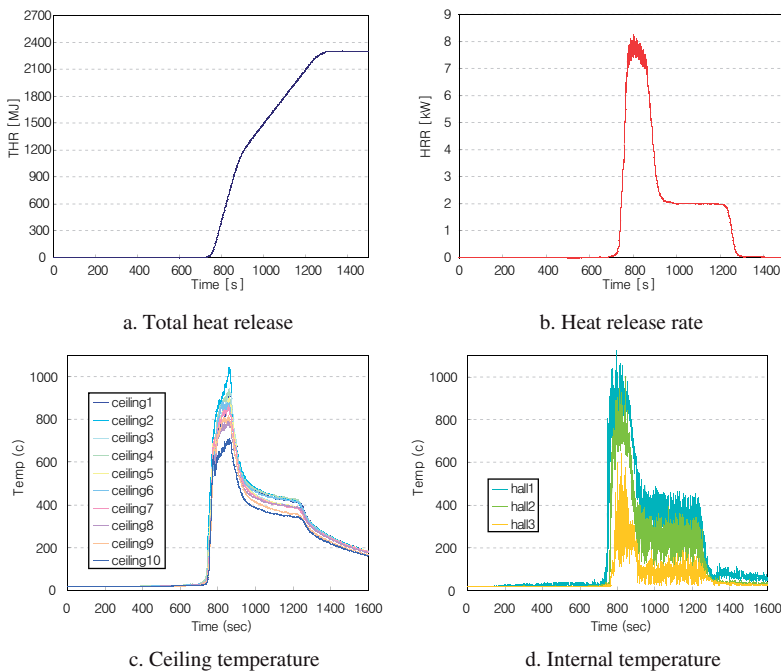 2700
2400
2100
1800
1500
1200
900
600
300
0
THR [MJ]
0 200 400 600 800 1000 1200 1400
Time [s]
a. Total heat release
9
8
7
6
5
4
3
2
1
0
HRR [kW]
0 200 400 600 800 1000 1200 1400
Time [s]
b. Heat release rate
1000
800
600
400
200
0
Temp (c)
ceiling1
ceiling2
ceiling3
ceiling4
ceiling5
ceiling6
ceiling7
ceiling8
ceiling9
ceiling10
0 200 400 600 800 1000 1200 1400 1600
Time (sec)
c. Ceiling temperature
1000
800
600
400
200
0
Temp (c)
hall1
hall2
hall3
0 200 400 600 800 1000 1200 1400 1600
Time (sec)
d. Internal temperature